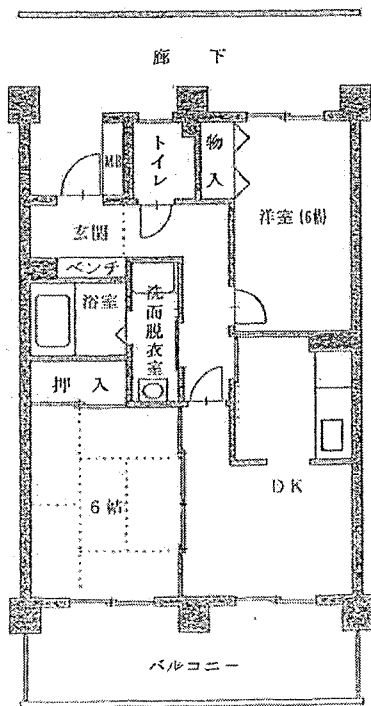 廊下
MB
トイレ
物入
洋室(6帖)
玄関
ベンチ
浴室
洗面脱衣室
押入
6帖
DK
バルコニー